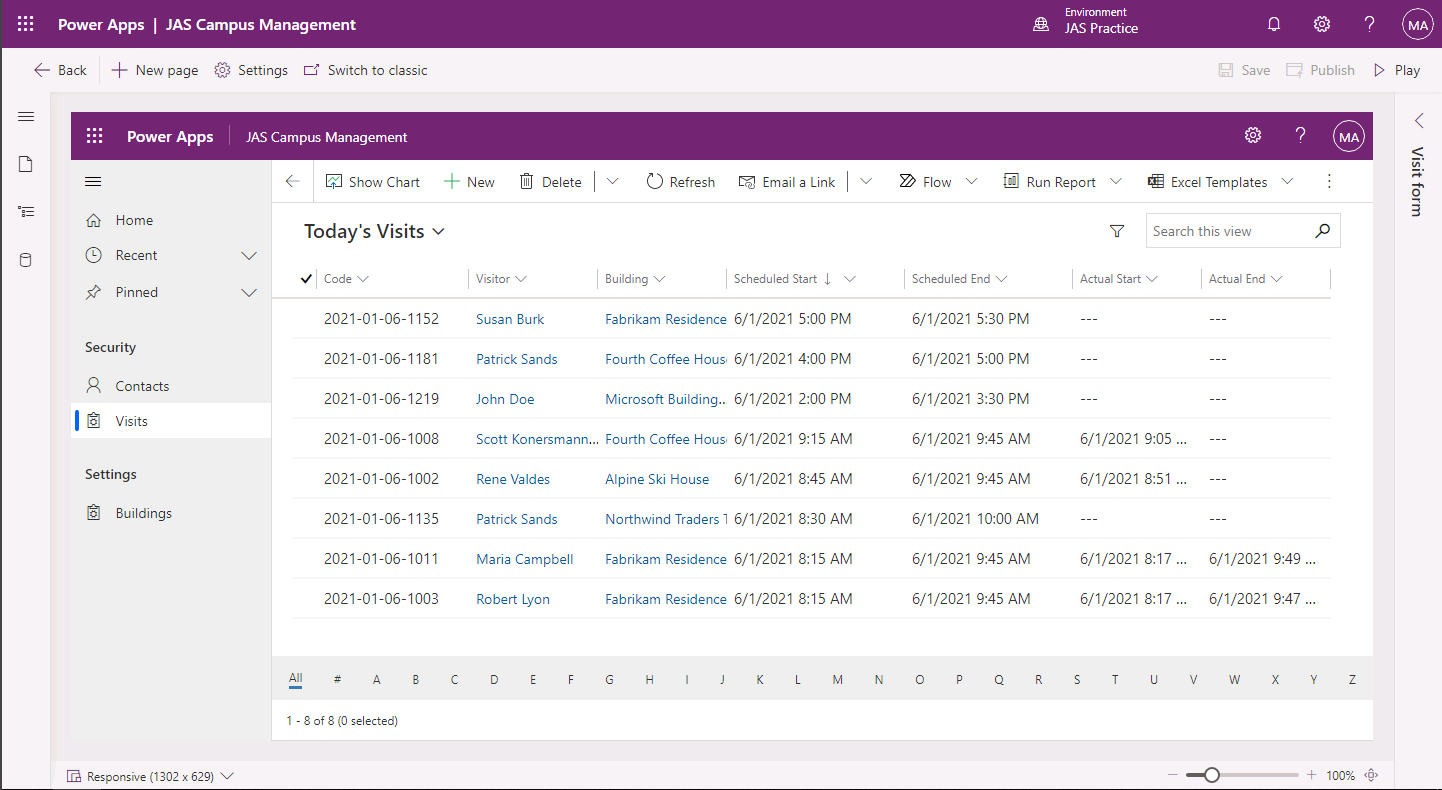 Power Apps | JAS Campus Management
Environment
JAS Practice
?
MA
Back
New page
Settings
Switch to classic
Save
Publish
Play
Power Apps
JAS Campus Management
?
MA
Visit form
Home
Recent
Pinned
Security
Contacts
Visits
Settings
Buildings
Show Chart
New
Delete
Refresh
Email a Link
Flow
Run Report
Excel Templates
Today's Visits
Search this view
Code Visitor Building Scheduled Start ↓ Scheduled End Actual Start Actual End
2021-01-06-1152 Susan Burk Fabrikam Residence 6/1/2021 5:00 PM 6/1/2021 5:30 PM --- ---
2021-01-06-1181 Patrick Sands Fourth Coffee Hous 6/1/2021 4:00 PM 6/1/2021 5:00 PM --- ---
2021-01-06-1219 John Doe Microsoft Building... 6/1/2021 2:00 PM 6/1/2021 3:30 PM --- ---
2021-01-06-1008 Scott Konersmann... Fourth Coffee Hous 6/1/2021 9:15 AM 6/1/2021 9:45 AM 6/1/2021 9:05 ... ---
2021-01-06-1002 Rene Valdes Alpine Ski House 6/1/2021 8:45 AM 6/1/2021 9:45 AM 6/1/2021 8:51 ... ---
2021-01-06-1135 Patrick Sands Northwind Traders T 6/1/2021 8:30 AM 6/1/2021 10:00 AM --- ---
2021-01-06-1011 Maria Campbell Fabrikam Residence 6/1/2021 8:15 AM 6/1/2021 9:45 AM 6/1/2021 8:17 ... 6/1/2021 9:49 ...
2021-01-06-1003 Robert Lyon Fabrikam Residence 6/1/2021 8:15 AM 6/1/2021 9:45 AM 6/1/2021 8:17 ... 6/1/2021 9:47 ...
All # A B C D E F G H I J K L M N O P Q R S T U V W X Y Z
1 - 8 of 8 (0 selected)
Responsive (1302 x 629)
100%